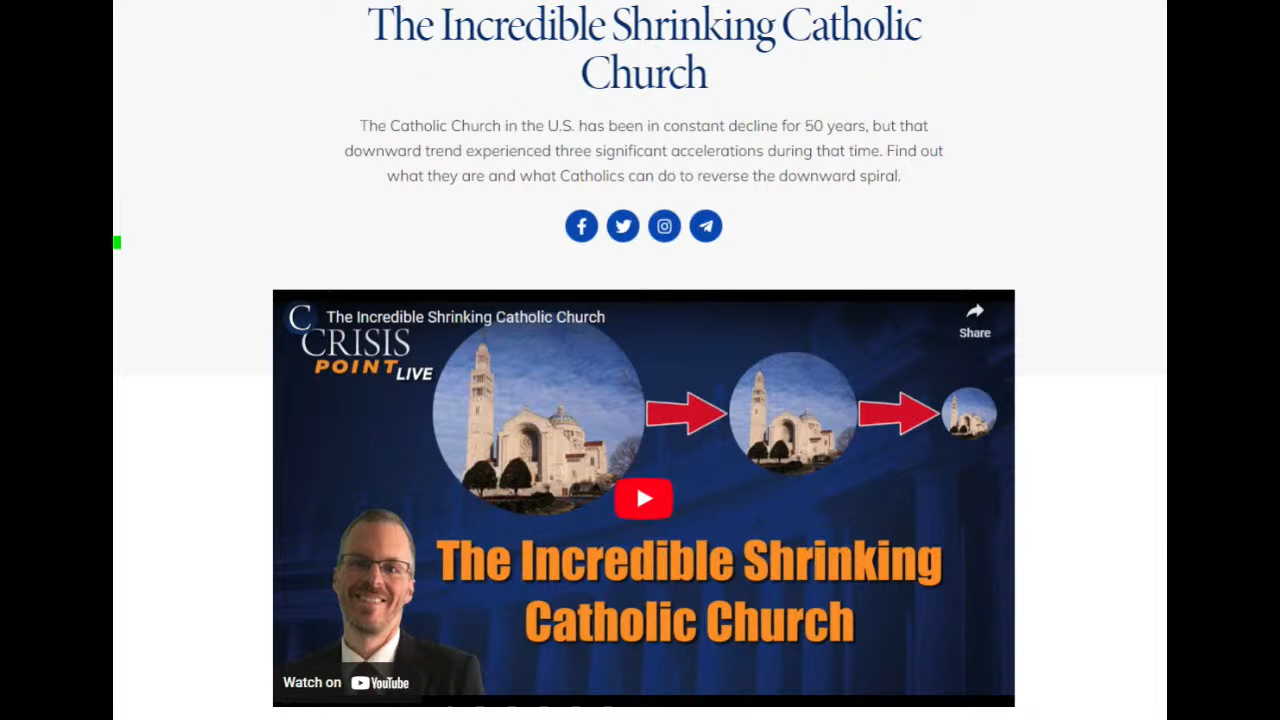 The Incredible Shrinking Catholic
Church
The Catholic Church in the U.S. has been in constant decline for 50 years, but that
downward trend experienced three significant accelerations during that time. Find out
what they are and what Catholics can do to reverse the downward spiral.
C
The Incredible Shrinking Catholic Church
Share
CRISIS
POINT LIVE
The Incredible Shrinking
Catholic Church
Watch on YouTube